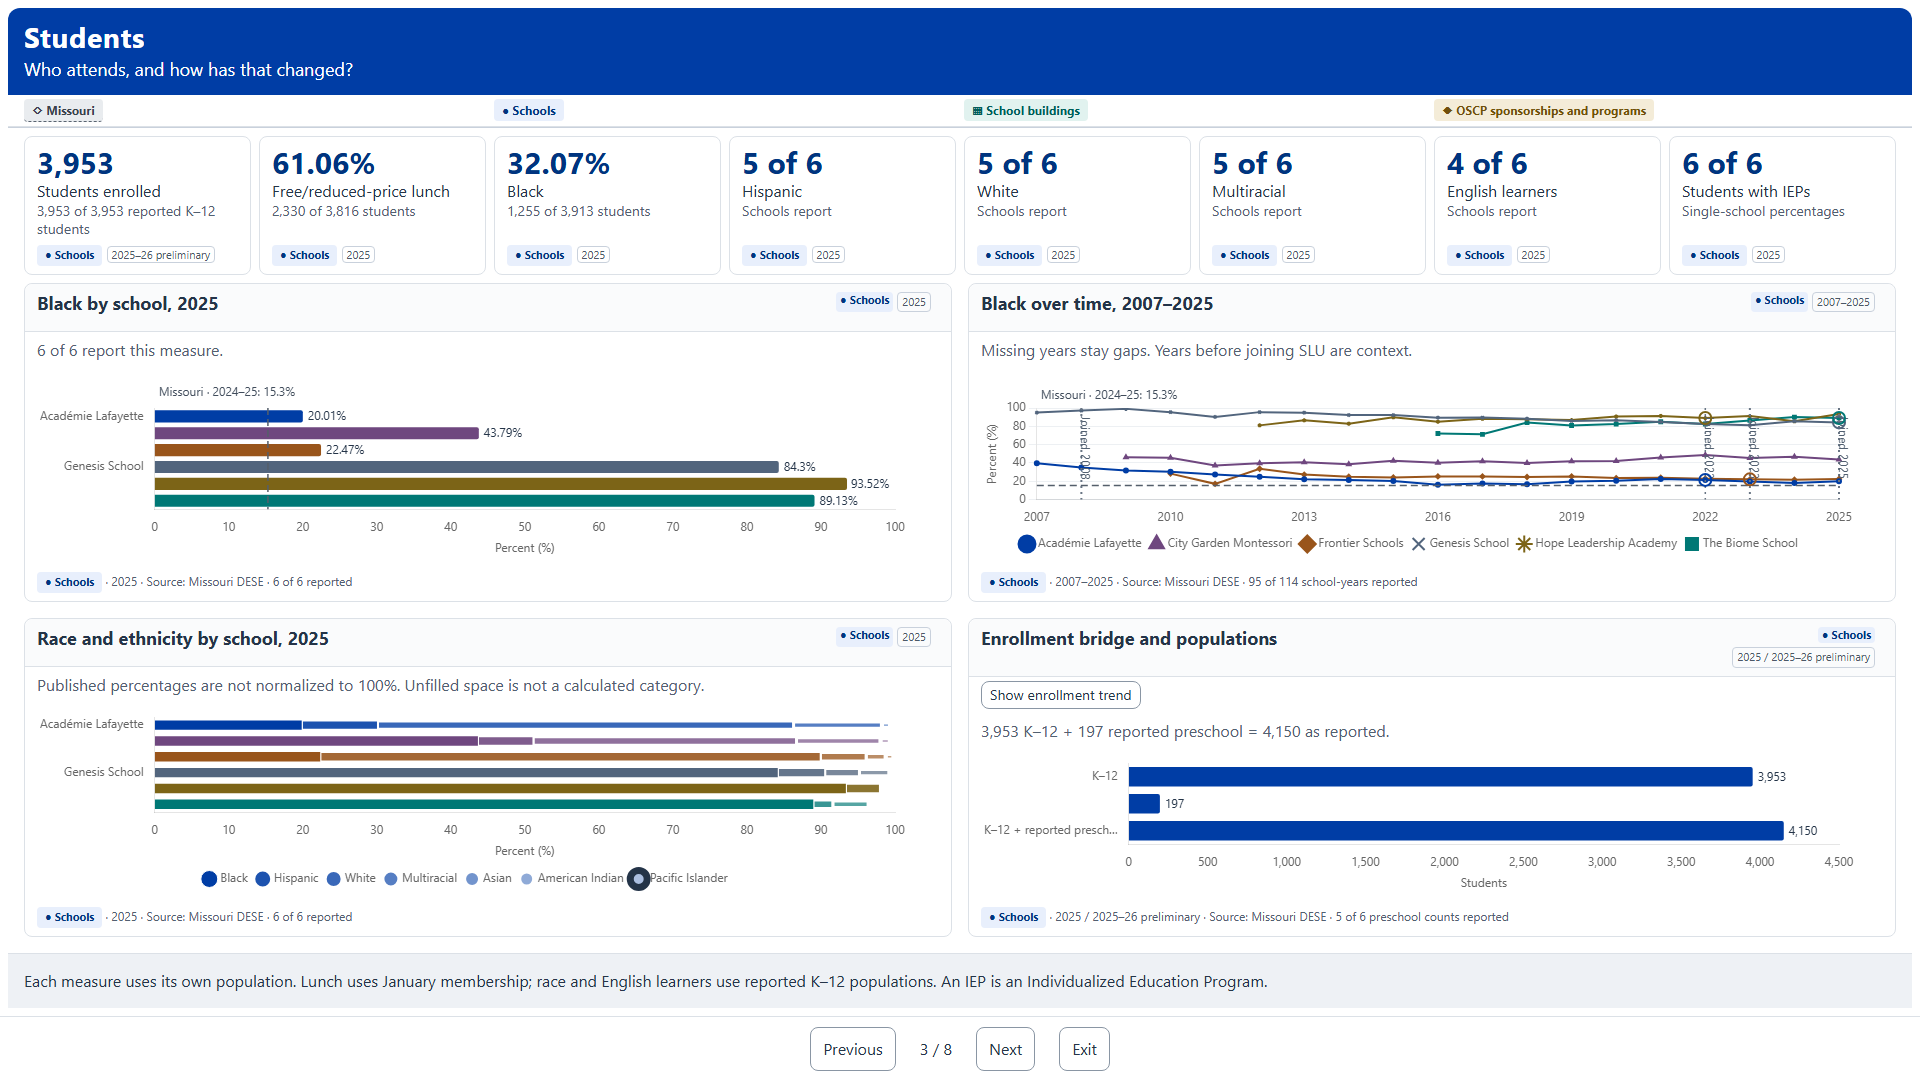 Students
Who attends, and how has that changed?
Missouri
Schools
School buildings
OSCP sponsorships and programs
3,953
Students enrolled
3,953 of 3,953 reported K–12
students
Schools 2025–26 preliminary
61.06%
Free/reduced-price lunch
2,330 of 3,816 students
Schools 2025
32.07%
Black
1,255 of 3,913 students
Schools 2025
5 of 6
Hispanic
Schools report
Schools 2025
5 of 6
White
Schools report
Schools 2025
5 of 6
Multiracial
Schools report
Schools 2025
4 of 6
English learners
Schools report
Schools 2025
6 of 6
Students with IEPs
Single-school percentages
Schools 2025
Black by school, 2025
Schools 2025
6 of 6 report this measure.
Missouri · 2024–25: 15.3%
Académie Lafayette 20.01%
43.79%
22.47%
Genesis School 84.3%
93.52%
89.13%
0 10 20 30 40 50 60 70 80 90 100
Percent (%)
Schools · 2025 · Source: Missouri DESE · 6 of 6 reported
Black over time, 2007–2025
Schools 2007–2025
Missing years stay gaps. Years before joining SLU are context.
Missouri · 2024–25: 15.3%
Percent (%)
100
80
60
40
20
0
Joined 2008
2007 2010 2013 2016 2019 2022 2025
Académie Lafayette City Garden Montessori Frontier Schools Genesis School Hope Leadership Academy The Biome School
Schools · 2007–2025 · Source: Missouri DESE · 95 of 114 school-years reported
Race and ethnicity by school, 2025
Schools 2025
Published percentages are not normalized to 100%. Unfilled space is not a calculated category.
Académie Lafayette
Genesis School
0 10 20 30 40 50 60 70 80 90 100
Percent (%)
Black Hispanic White Multiracial Asian American Indian Pacific Islander
Schools · 2025 · Source: Missouri DESE · 6 of 6 reported
Enrollment bridge and populations
Schools
2025 / 2025–26 preliminary
Show enrollment trend
3,953 K–12 + 197 reported preschool = 4,150 as reported.
K–12 3,953
197
K–12 + reported presch... 4,150
0 500 1,000 1,500 2,000 2,500 3,000 3,500 4,000 4,500
Students
Schools · 2025 / 2025–26 preliminary · Source: Missouri DESE · 5 of 6 preschool counts reported
Each measure uses its own population. Lunch uses January membership; race and English learners use reported K–12 populations. An IEP is an Individualized Education Program.
Previous 3 / 8 Next Exit